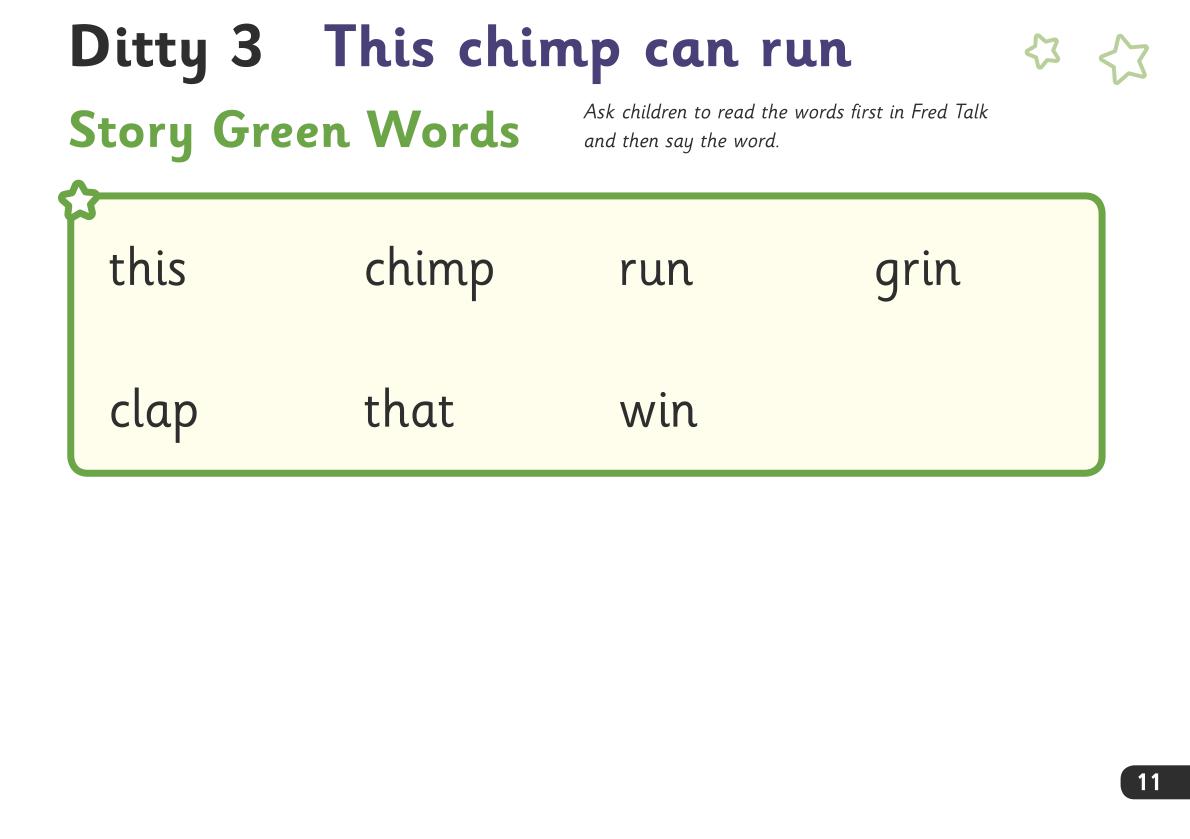 Ditty 3 This chimp can run
Story Green Words
Ask children to read the words first in Fred Talk
and then say the word.
this chimp run grin
clap that win
11